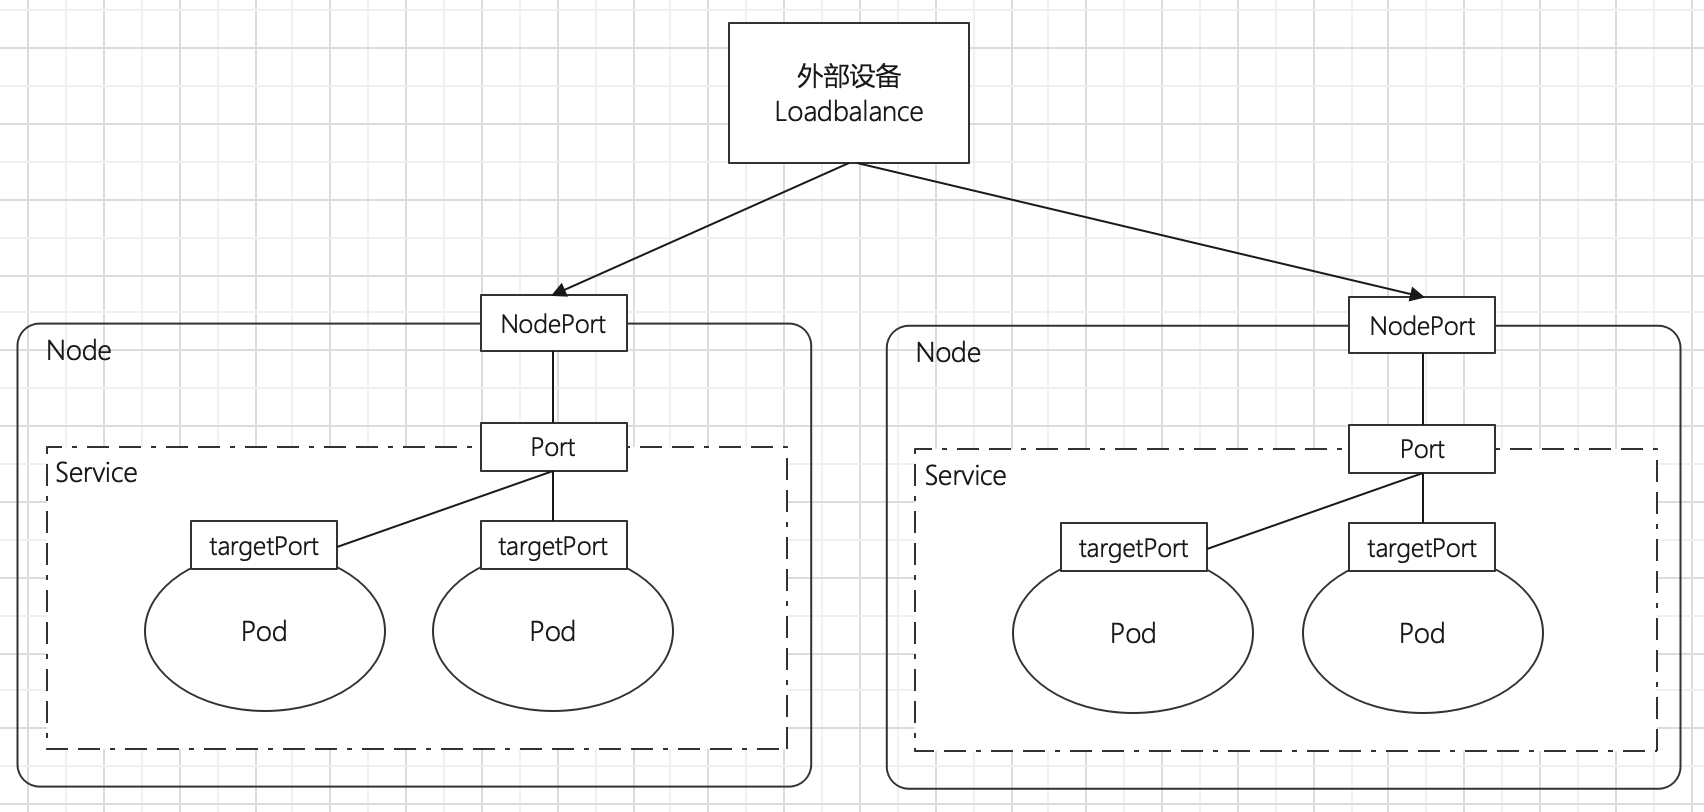 外部设备
Loadbalance
NodePort
NodePort
Node
Node
Port
Port
Service
Service
targetPort
targetPort
targetPort
targetPort
Pod
Pod
Pod
Pod